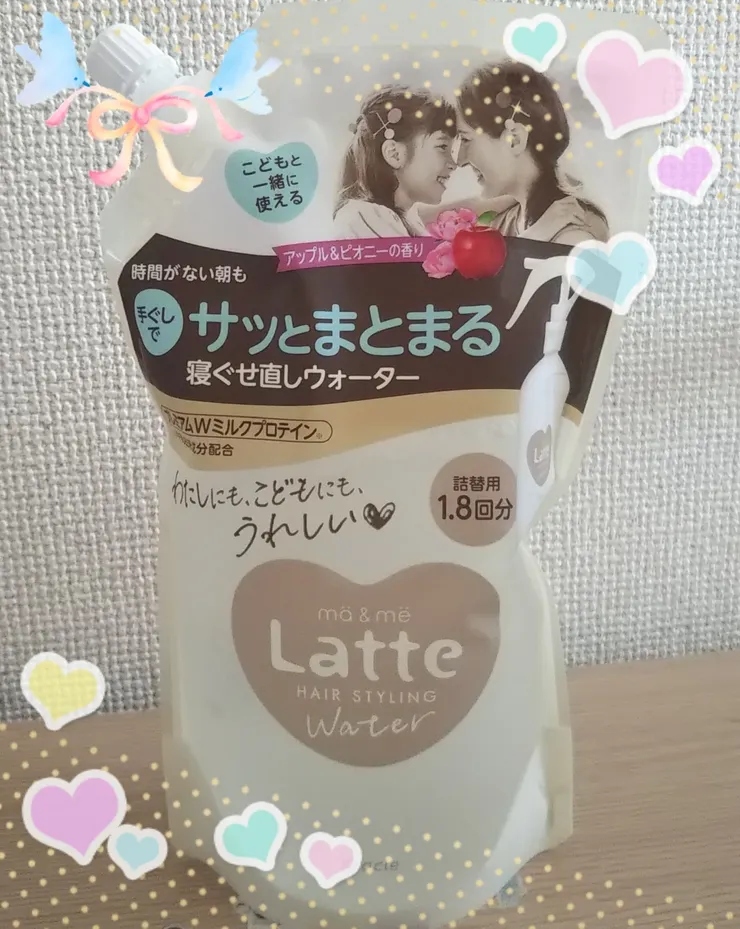 こどもと
一緒に
使える
アップル&ピオニーの香り
時間がない朝も
手ぐし
で
サッとまとまる
寝ぐせ直しウォーター
Wミルクプロテイン
分配合
わたしにも、こどもにも、
うれしい
詰替用
1.8回分
mä & më
Latte
HAIR STYLING
Water